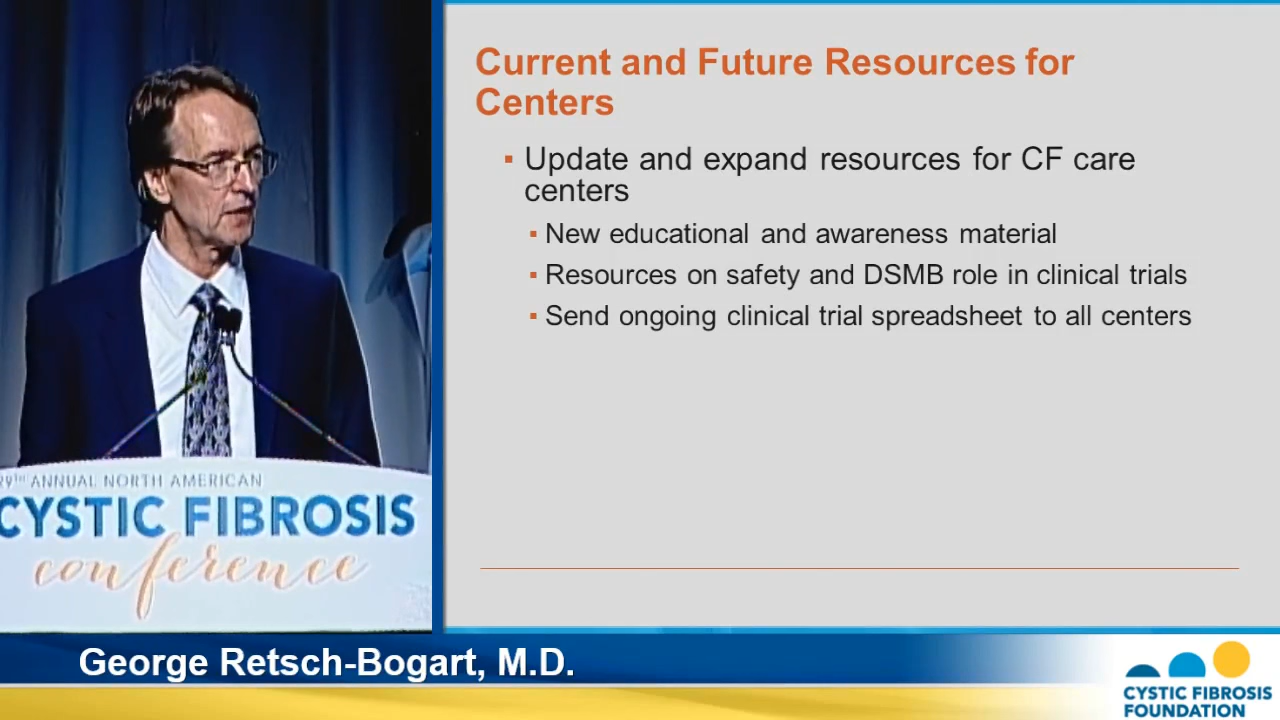 Current and Future Resources for
Centers
▪ Update and expand resources for CF care
centers
▪ New educational and awareness material
▪ Resources on safety and DSMB role in clinical trials
▪ Send ongoing clinical trial spreadsheet to all centers
29TH ANNUAL NORTH AMERICAN
CYSTIC FIBROSIS
conference
George Retsch-Bogart, M.D.
CYSTIC FIBROSIS
FOUNDATION